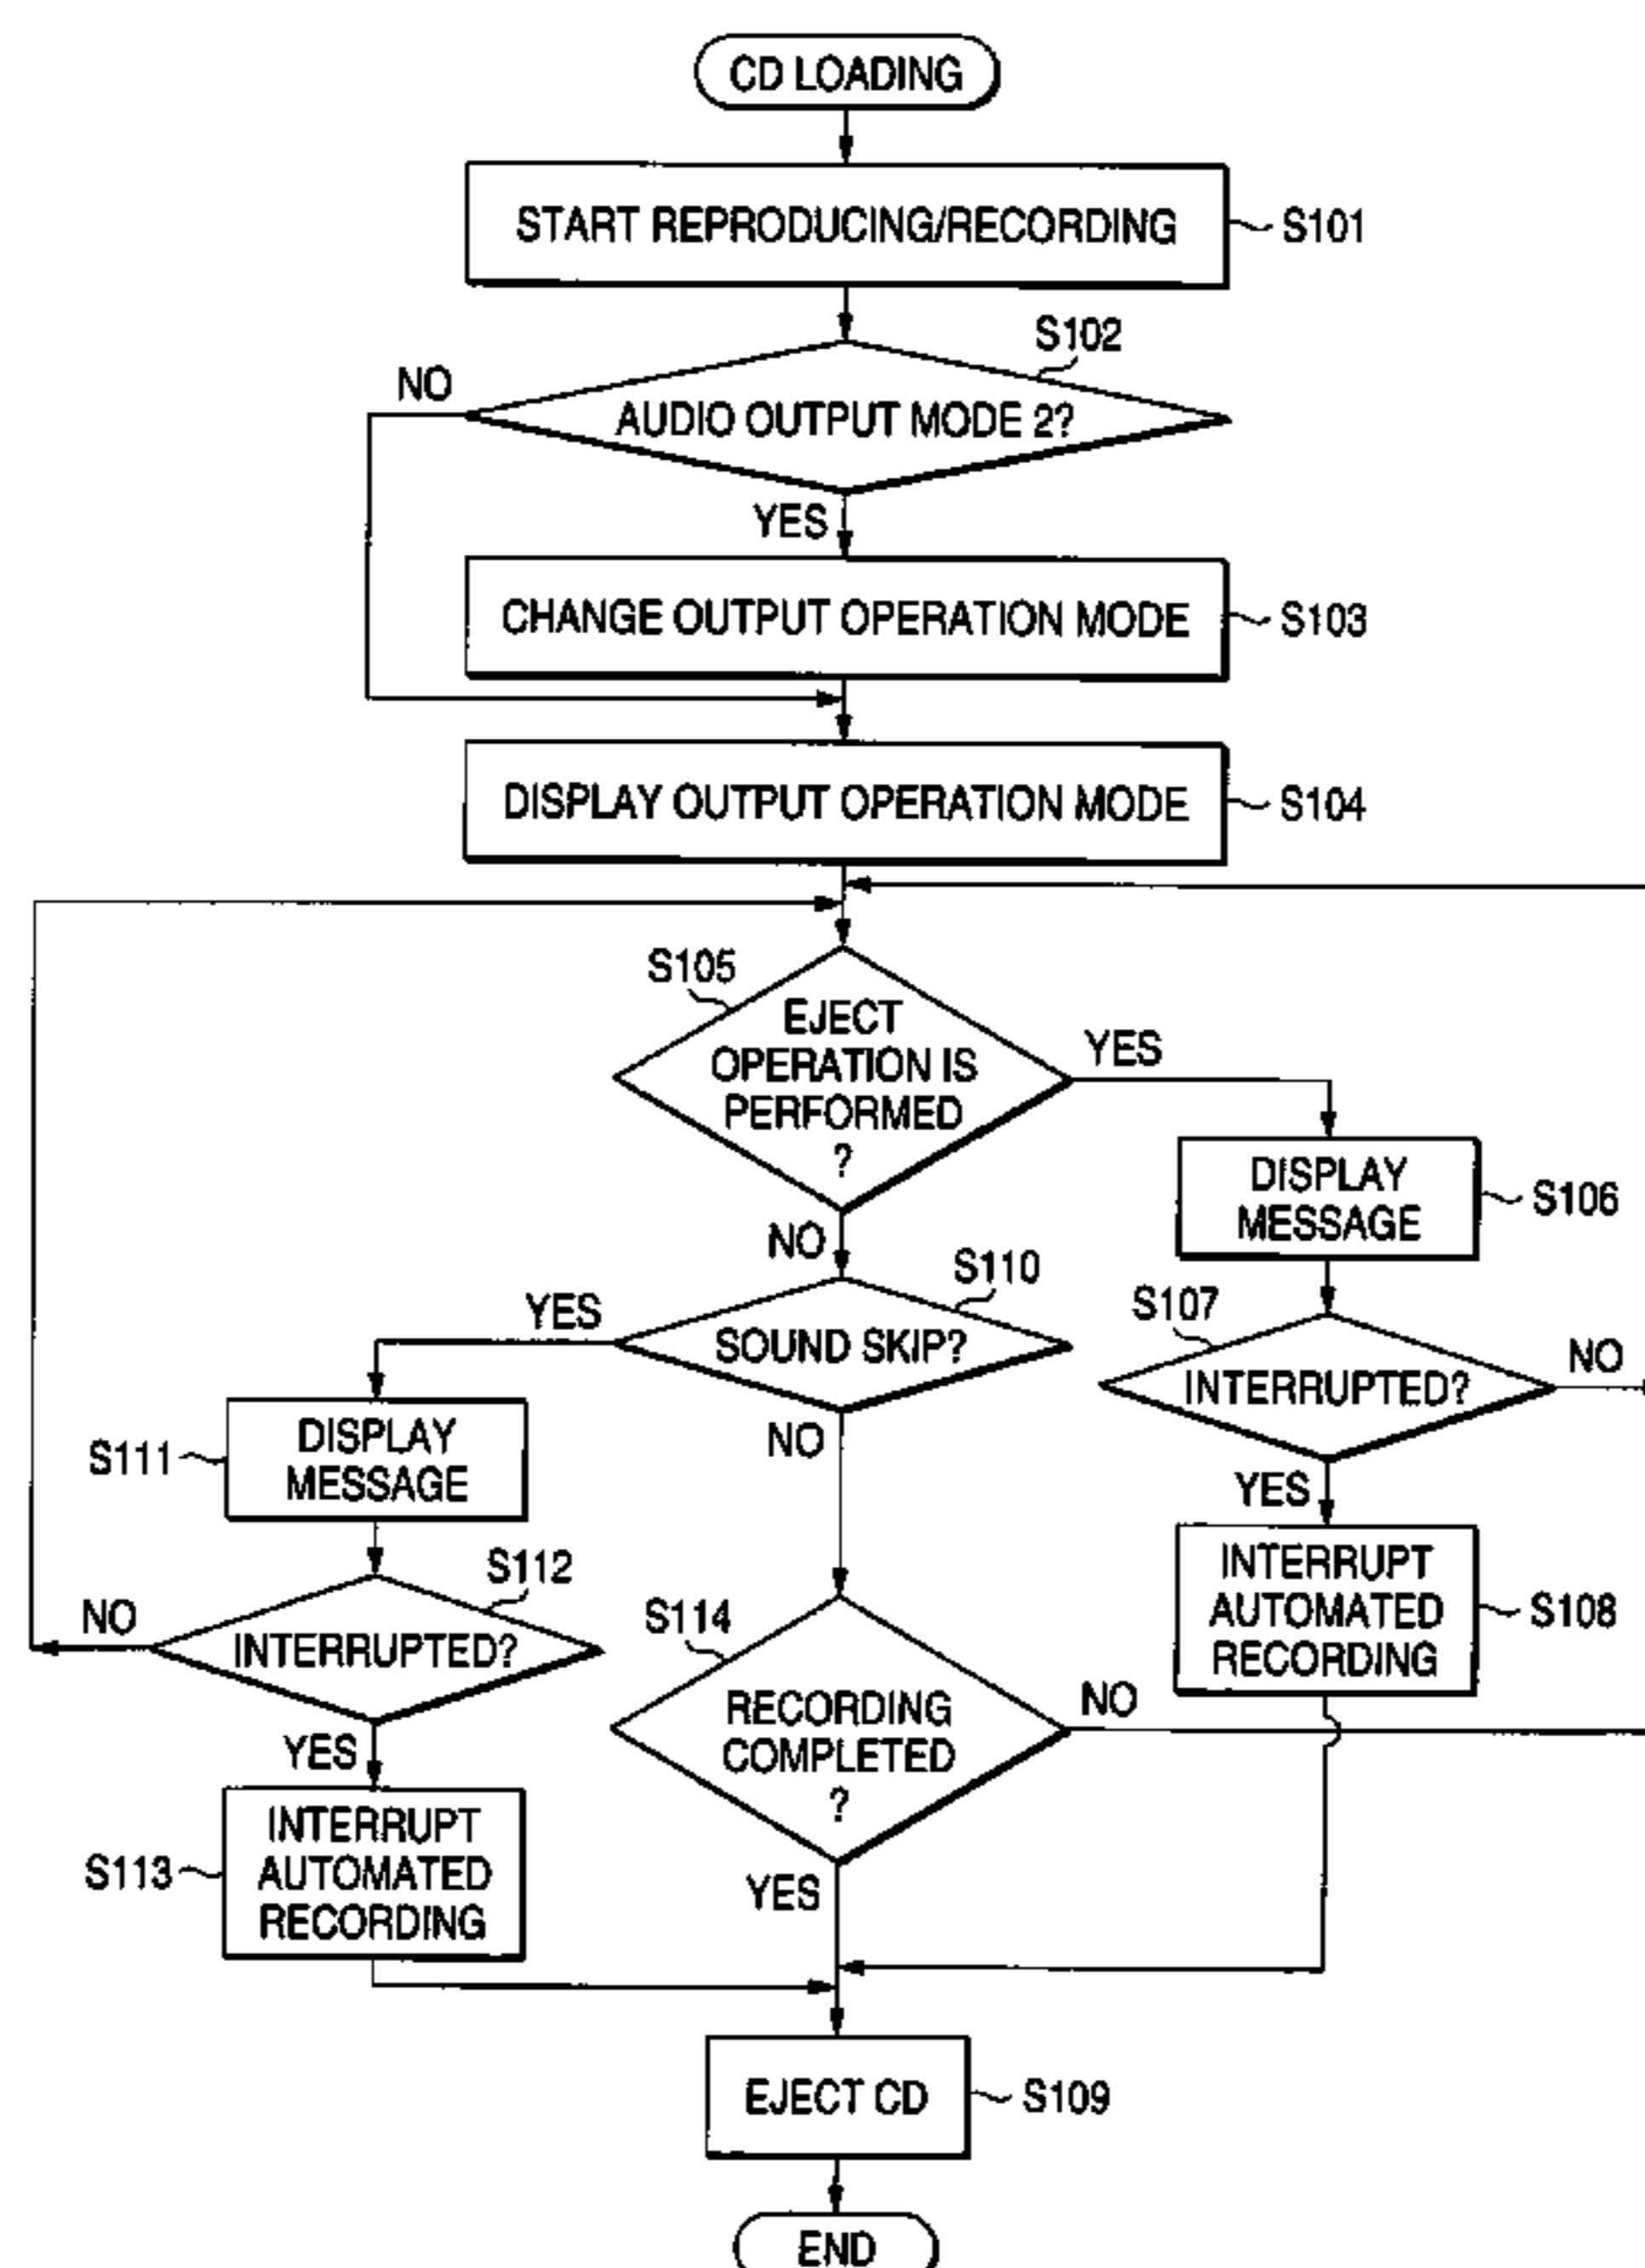 CD LOADING
START REPRODUCING/RECORDING
S101
S102
NO
AUDIO OUTPUT MODE 2?
YES
CHANGE OUTPUT OPERATION MODE
S103
DISPLAY OUTPUT OPERATION MODE
S104
S105
EJECT
OPERATION IS
PERFORMED
?
YES
NO
DISPLAY
MESSAGE
S106
S110
YES
SOUND SKIP?
NO
S107
INTERRUPTED?
NO
YES
S111
DISPLAY
MESSAGE
S112
NO
INTERRUPTED?
YES
S114
RECORDING
COMPLETED
?
NO
YES
INTERRUPT
AUTOMATED
RECORDING
S108
S113
INTERRUPT
AUTOMATED
RECORDING
EJECT CD
S109
END